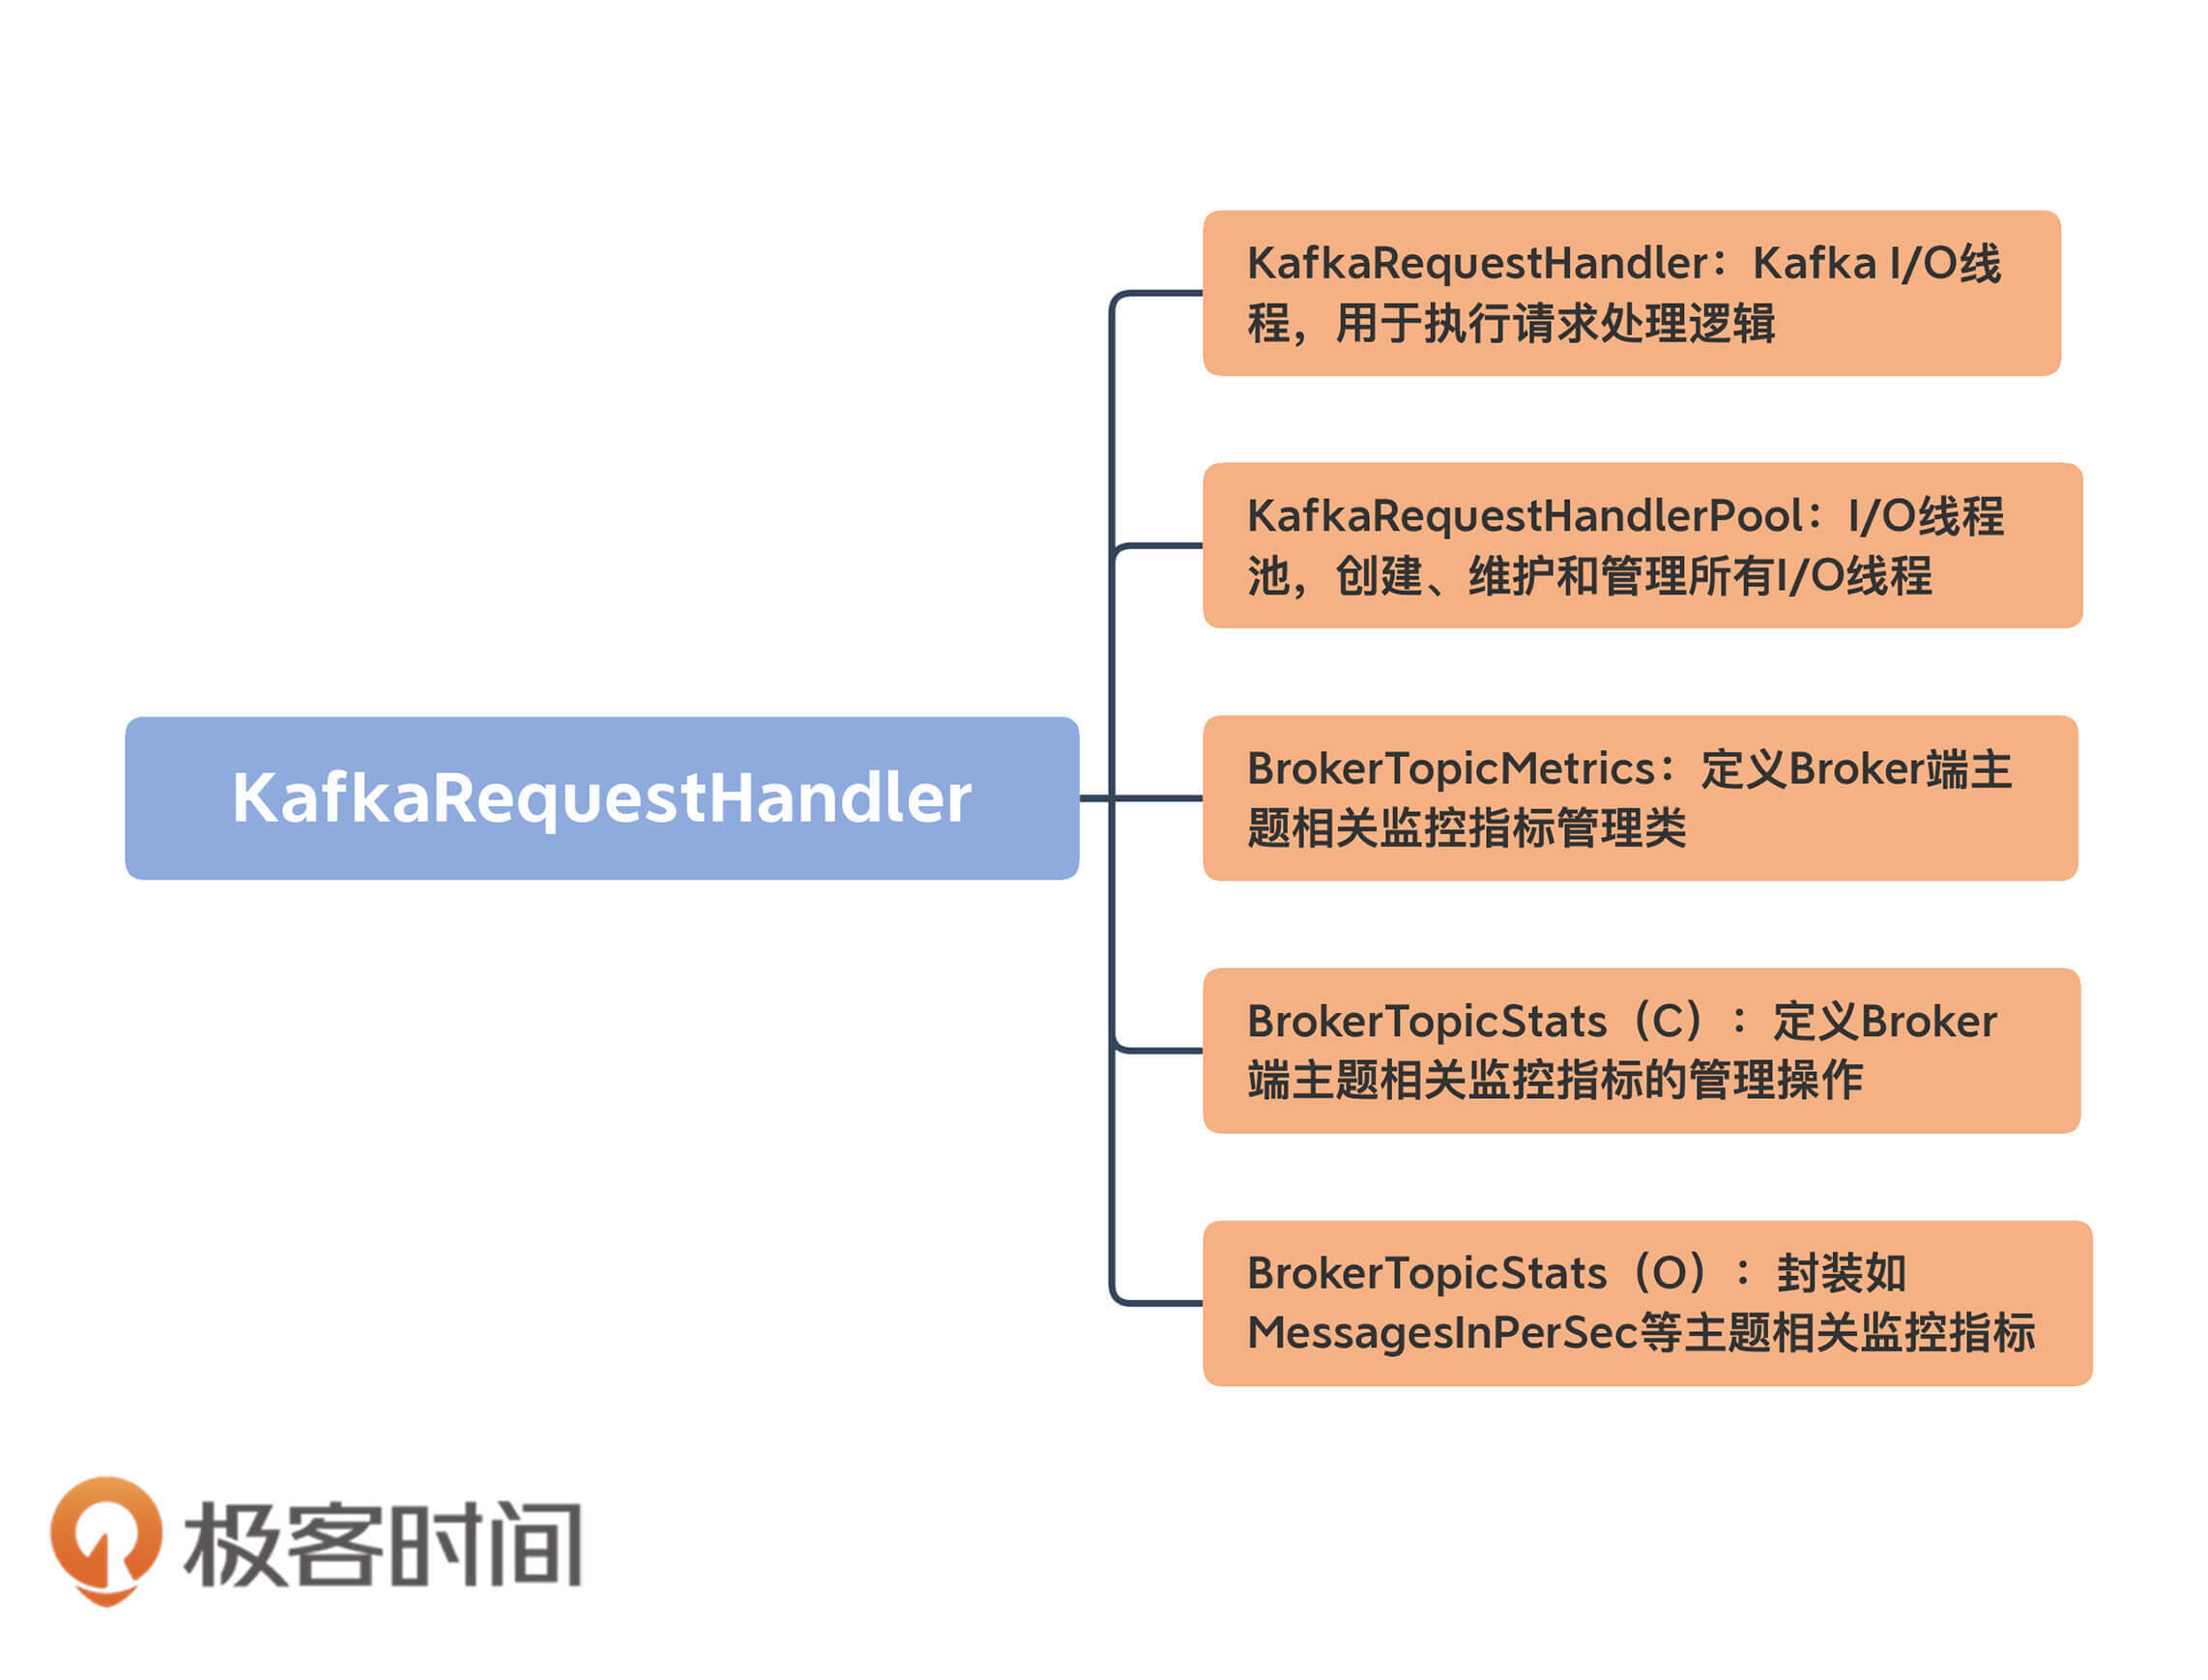 KafkaRequestHandler
KafkaRequestHandler：Kafka I/O线
程，用于执行请求处理逻辑
KafkaRequestHandlerPool：I/O线程
池，创建、维护和管理所有I/O线程
BrokerTopicMetrics：定义Broker端主
题相关监控指标管理类
BrokerTopicStats（C）：定义Broker
端主题相关监控指标的管理操作
BrokerTopicStats（O）：封装如
MessagesInPerSec等主题相关监控指标
极客时间